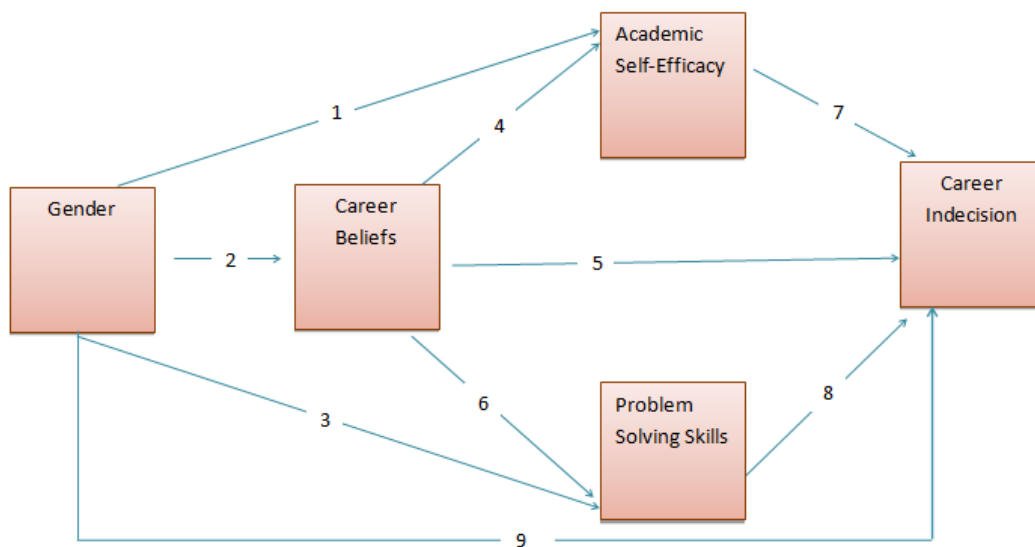 Academic
Self-Efficacy
1
4
7
Gender
Career
Beliefs
Career
Indecision
2
5
3
6
Problem
Solving Skills
8
9